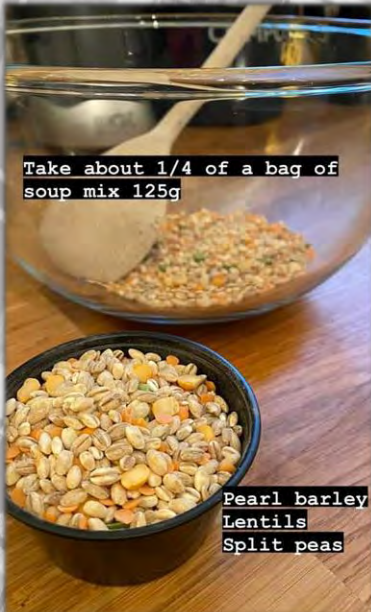 Take about 1/4 of a bag of
soup mix 125g
Pearl barley
Lentils
Split peas